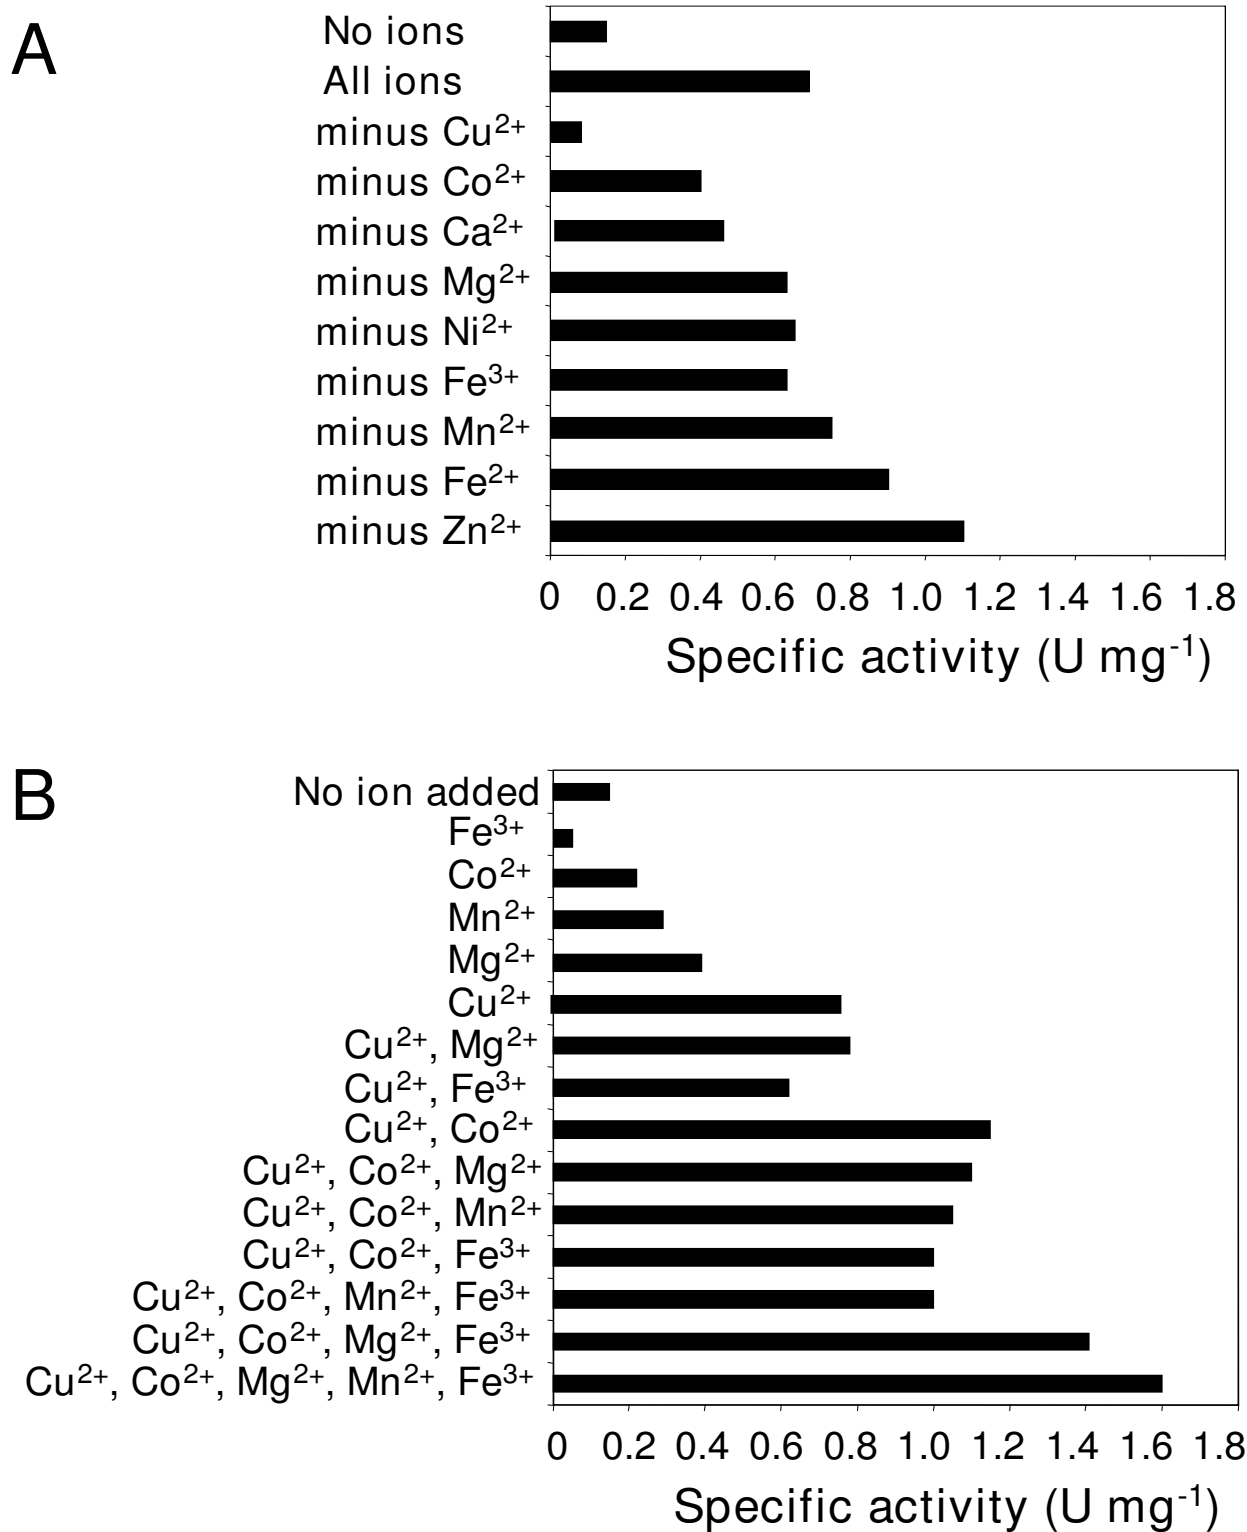 A
No ions
All ions
minus Cu²⁺
minus Co²⁺
minus Ca²⁺
minus Mg²⁺
minus Ni²⁺
minus Fe³⁺
minus Mn²⁺
minus Fe²⁺
minus Zn²⁺
0 0.2 0.4 0.6 0.8 1.0 1.2 1.4 1.6 1.8
Specific activity (U mg⁻¹)
B
No ion added
Fe³⁺
Co²⁺
Mn²⁺
Mg²⁺
Cu²⁺
Cu²⁺, Mg²⁺
Cu²⁺, Fe³⁺
Cu²⁺, Co²⁺
Cu²⁺, Co²⁺, Mg²⁺
Cu²⁺, Co²⁺, Mn²⁺
Cu²⁺, Co²⁺, Fe³⁺
Cu²⁺, Co²⁺, Mn²⁺, Fe³⁺
Cu²⁺, Co²⁺, Mg²⁺, Fe³⁺
Cu²⁺, Co²⁺, Mg²⁺, Mn²⁺, Fe³⁺
0 0.2 0.4 0.6 0.8 1.0 1.2 1.4 1.6 1.8
Specific activity (U mg⁻¹)